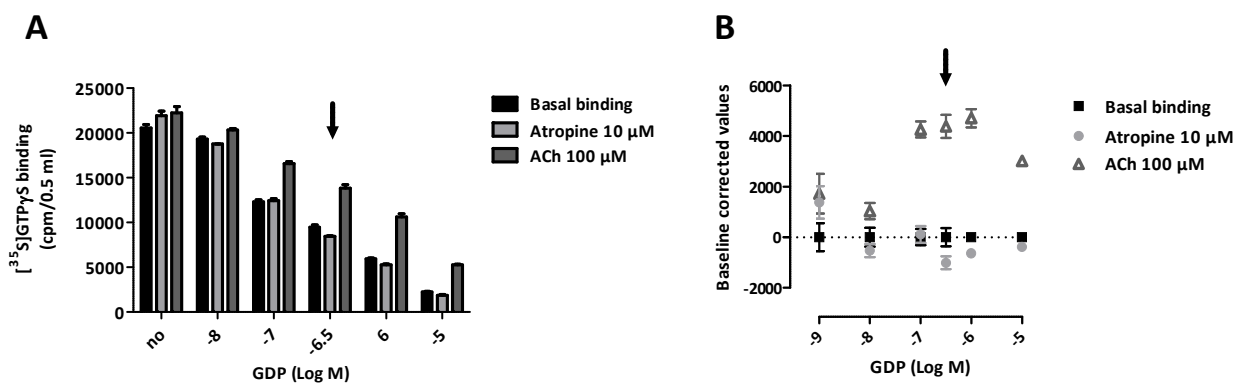 A
[³⁵S]GTPγS binding
(cpm/0.5 ml)
25000
20000
15000
10000
5000
0
no
-8
-7
-6.5
6
-5
GDP (Log M)
Basal binding
Atropine 10 µM
ACh 100 µM
B
Baseline corrected values
6000
4000
2000
0
-2000
-9
-8
-7
-6
-5
GDP (Log M)
Basal binding
Atropine 10 µM
ACh 100 µM